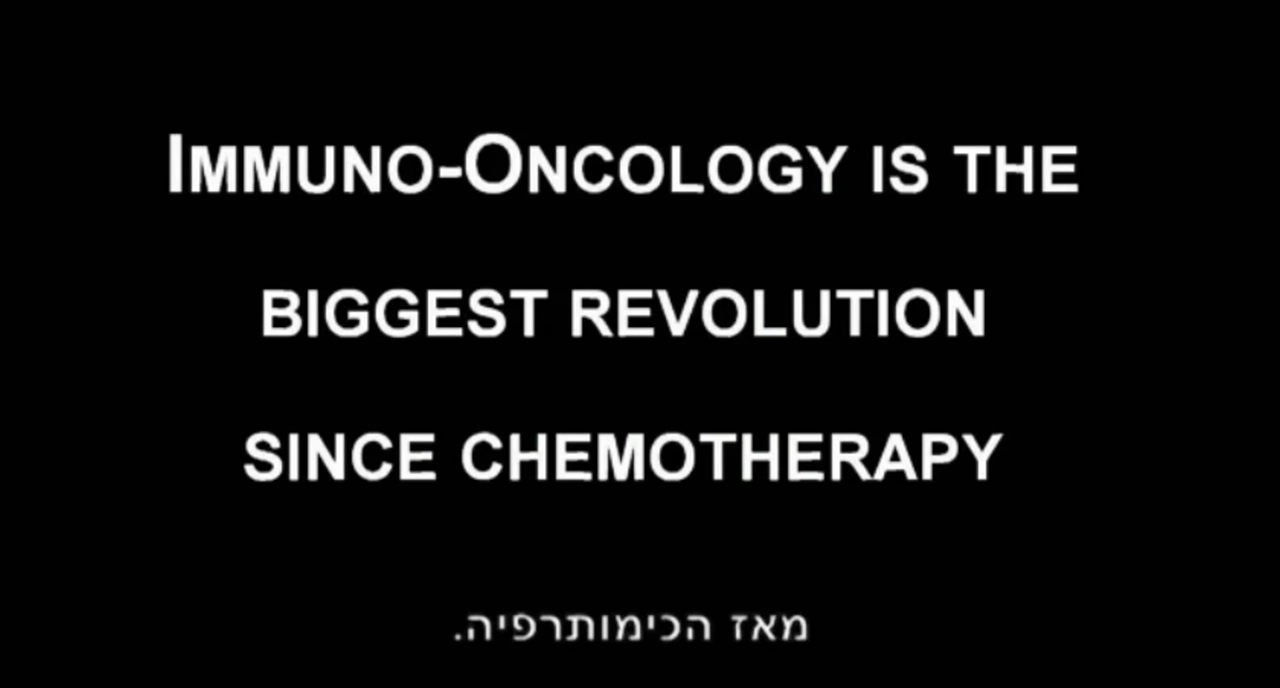 IMMUNO-ONCOLOGY IS THE
BIGGEST REVOLUTION
SINCE CHEMOTHERAPY
מאז הכימותרפיה.